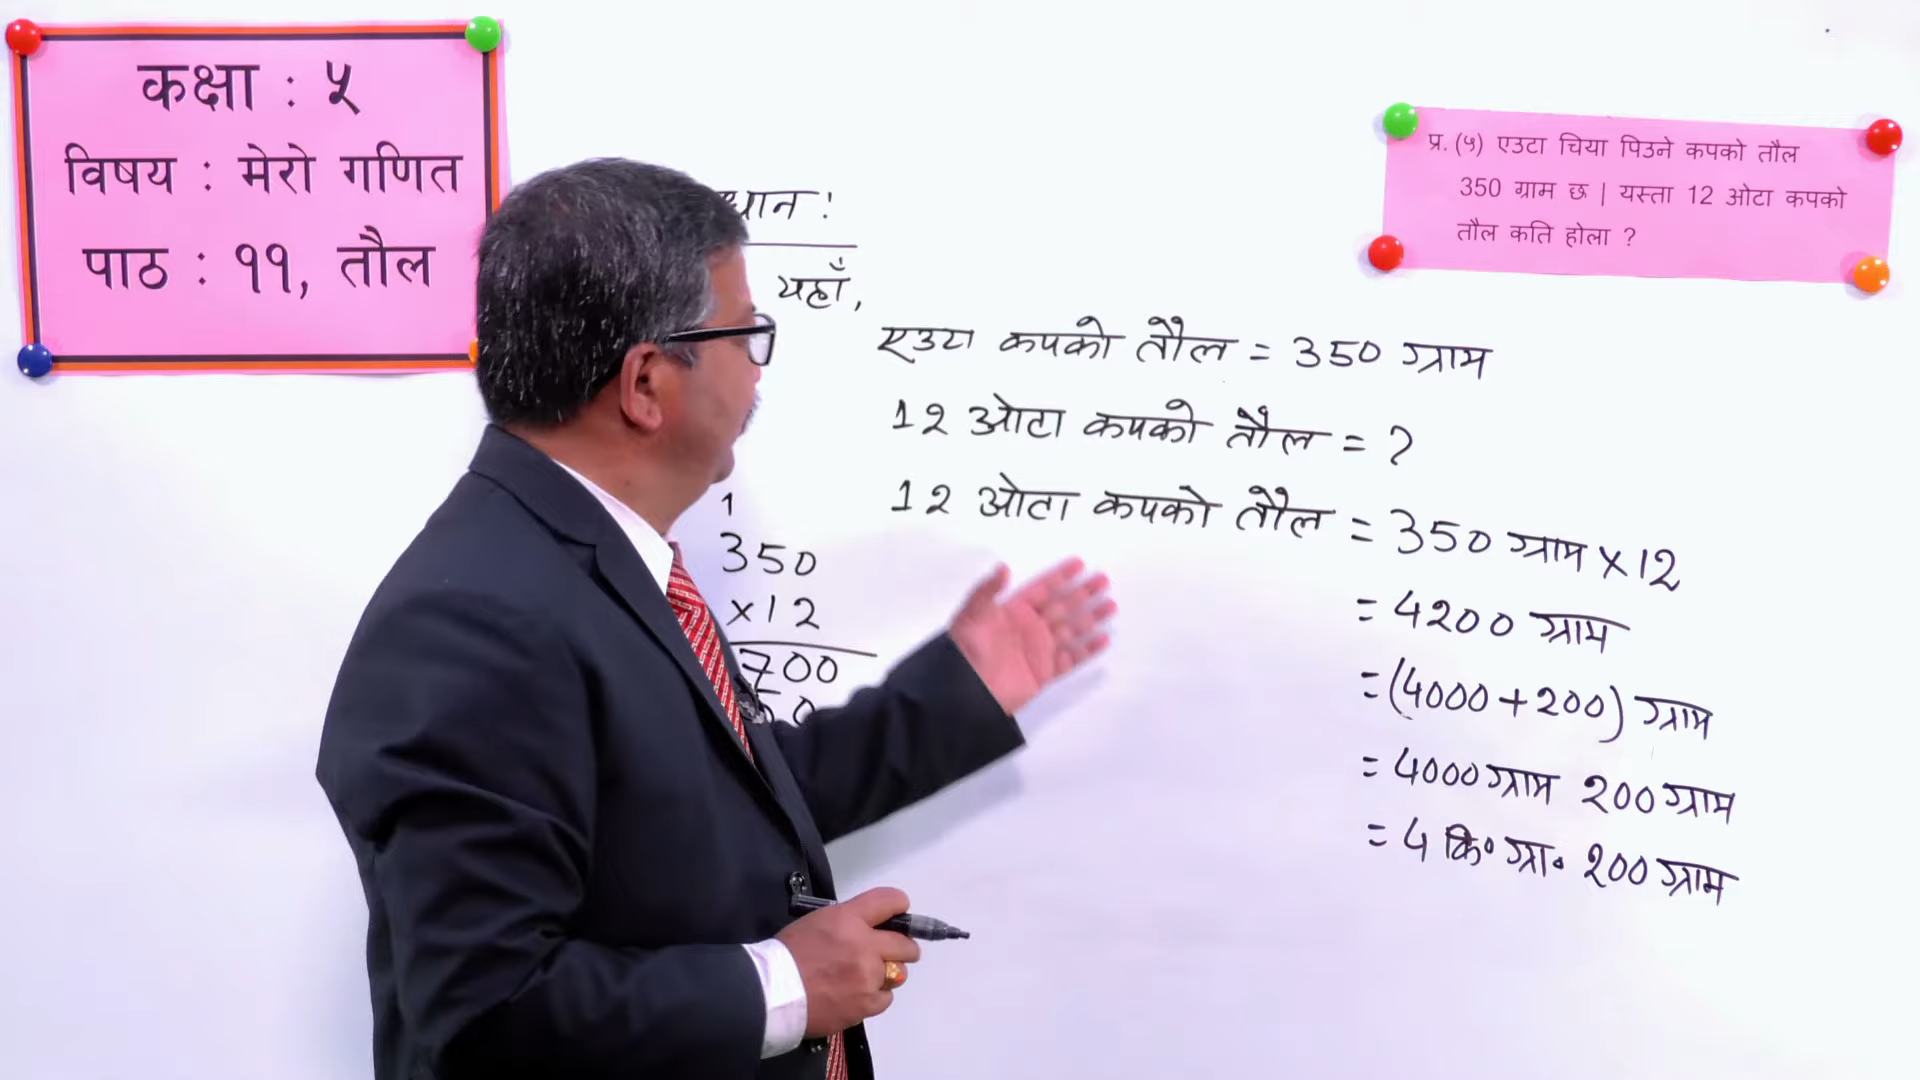 कक्षा : ५
विषय : मेरो गणित
पाठ : ११, तौल
प्र. (५) एउटा चिया पिउने कपको तौल
350 ग्राम छ | यस्ता 12 ओटा कपको
तौल कति होला ?
धान :
यहाँ,
एउटा कपको तौल = 350 ग्राम
12 ओटा कपको तौल = ?
12 ओटा कपको तौल = 350 ग्राम × 12
= 4200 ग्राम
= (4000 + 200) ग्राम
= 4000 ग्राम 200 ग्राम
= 4 कि॰ ग्रा॰ 200 ग्राम
1
350
×12
700